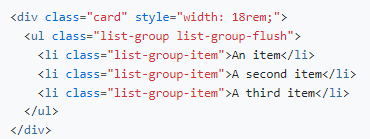 <div class="card" style="width: 18rem;">
  <ul class="list-group list-group-flush">
    <li class="list-group-item">An item</li>
    <li class="list-group-item">A second item</li>
    <li class="list-group-item">A third item</li>
  </ul>
</div>